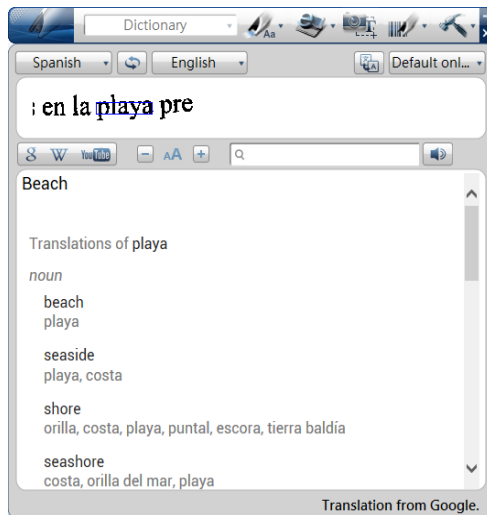 Dictionary
Aa
Spanish English Default onl...
en la playa pre
g W YouTube - AA +
Beach
Translations of playa
noun
beach
playa
seaside
playa, costa
shore
orilla, costa, playa, puntal, escora, tierra baldía
seashore
costa, orilla del mar, playa
Translation from Google.